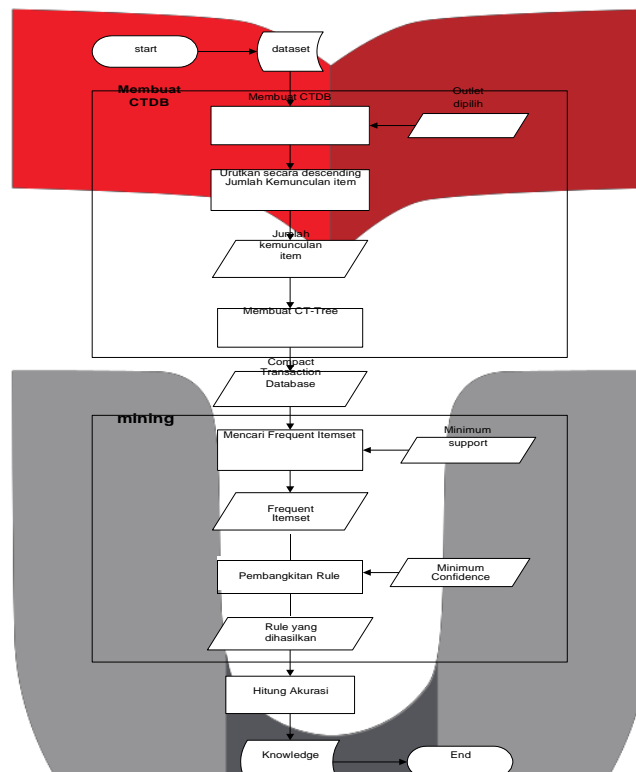 start
dataset
Membuat
CTDB
Membuat CTDB
Outlet
dipilih
Urutkan secara descending
Jumlah Kemunculan item
Jumlah
kemunculan
item
Membuat CT-Tree
Compact
Transaction
Database
mining
Mencari Frequent Itemset
Minimum
support
Frequent
Itemset
Pembangkitan Rule
Minimum
Confidence
Rule yang
dihasilkan
Hitung Akurasi
Knowledge
End